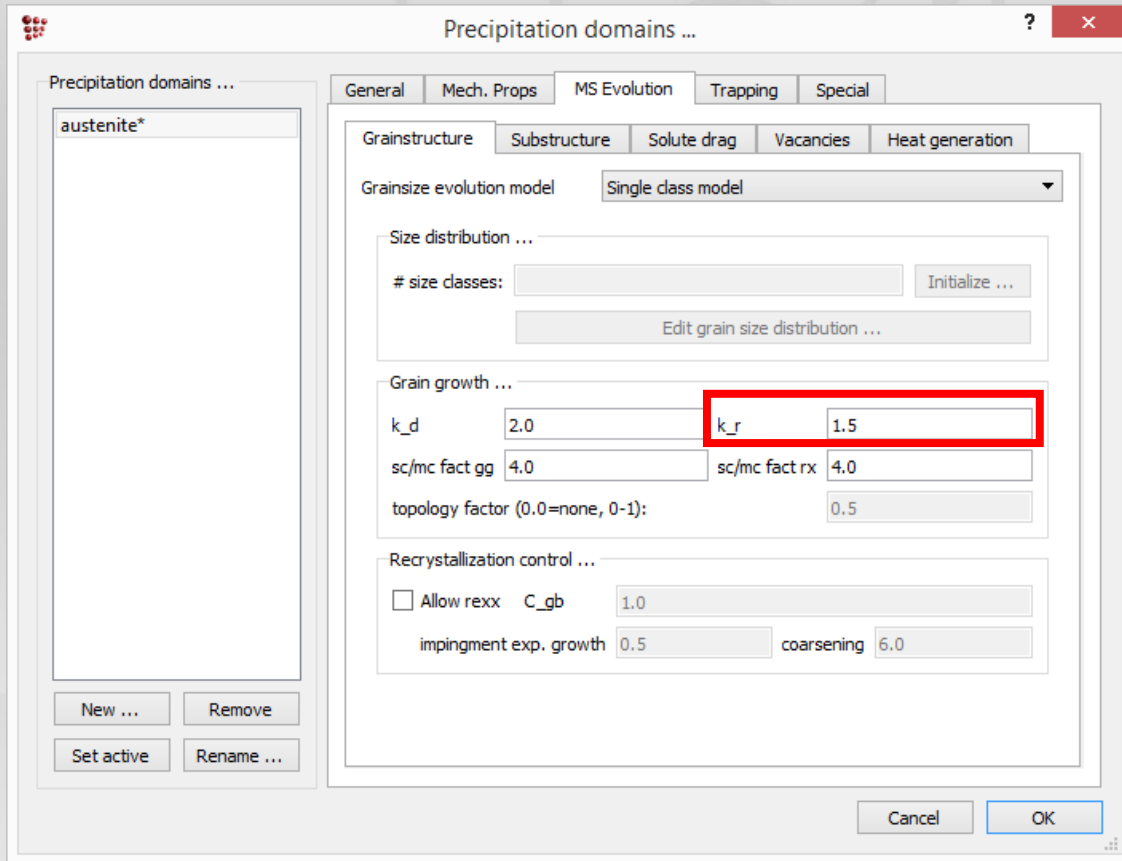 Precipitation domains ...
?
Precipitation domains ...
austenite*
New ...
Remove
Set active
Rename ...
General
Mech. Props
MS Evolution
Trapping
Special
Grainstructure
Substructure
Solute drag
Vacancies
Heat generation
Grainsize evolution model
Single class model
Size distribution ...
# size classes:
Initialize ...
Edit grain size distribution ...
Grain growth ...
k_d 2.0
k_r 1.5
sc/mc fact gg 4.0
sc/mc fact rx 4.0
topology factor (0.0=none, 0-1): 0.5
Recrystallization control ...
Allow rexx C_gb 1.0
impingment exp. growth 0.5 coarsening 6.0
Cancel
OK